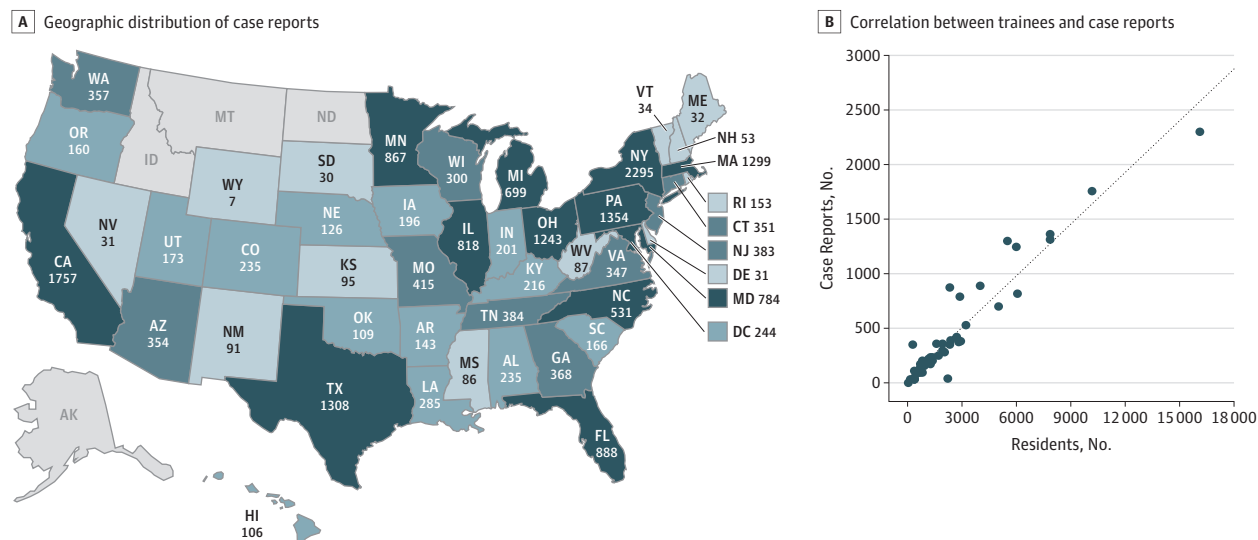 A Geographic distribution of case reports
WA
357
OR
160
CA
1757
NV
31
ID
MT
ND
SD
30
WY
7
UT
173
CO
235
AZ
354
NM
91
NE
126
KS
95
OK
109
TX
1308
MN
867
IA
196
MO
415
AR
143
LA
285
WI
300
IL
818
MI
699
IN
201
OH
1243
KY
216
TN 384
MS
86
AL
235
GA
368
FL
888
SC
166
NC
531
VA
347
WV
87
PA
1354
NY
2295
VT
34
ME
32
NH 53
MA 1299
RI 153
CT 351
NJ 383
DE 31
MD 784
DC 244
AK
HI
106
B Correlation between trainees and case reports
Case Reports, No.
3000
2500
2000
1500
1000
500
0
0 3000 6000 9000 12 000 15 000 18 000
Residents, No.